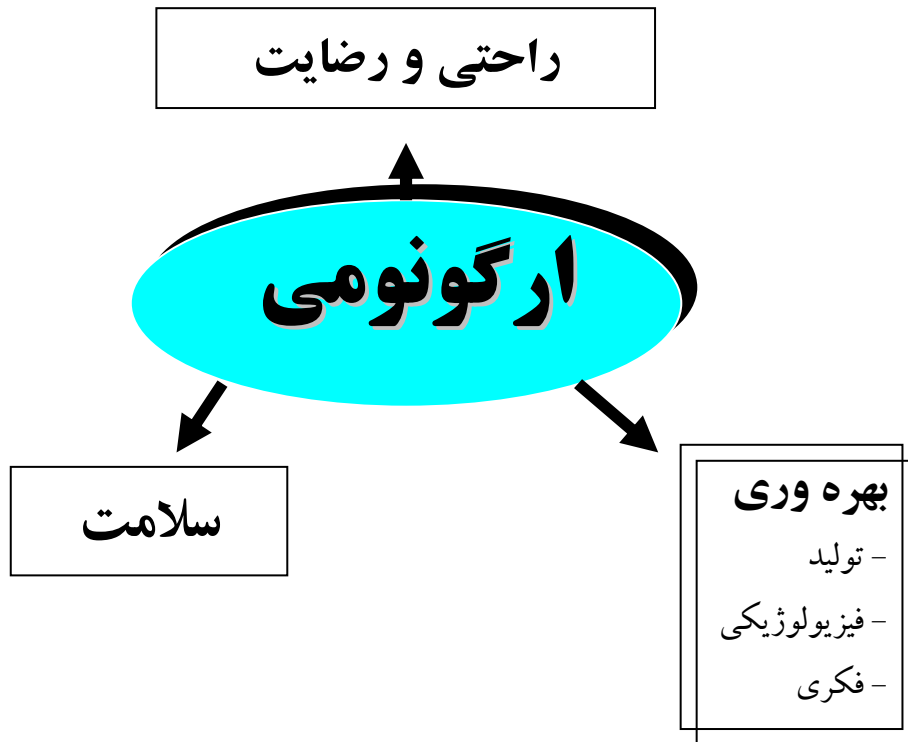 راحتی و رضایت
ارگونومی
سلامت
بهره وری
- تولید
- فیزیولوژیکی
- فکری